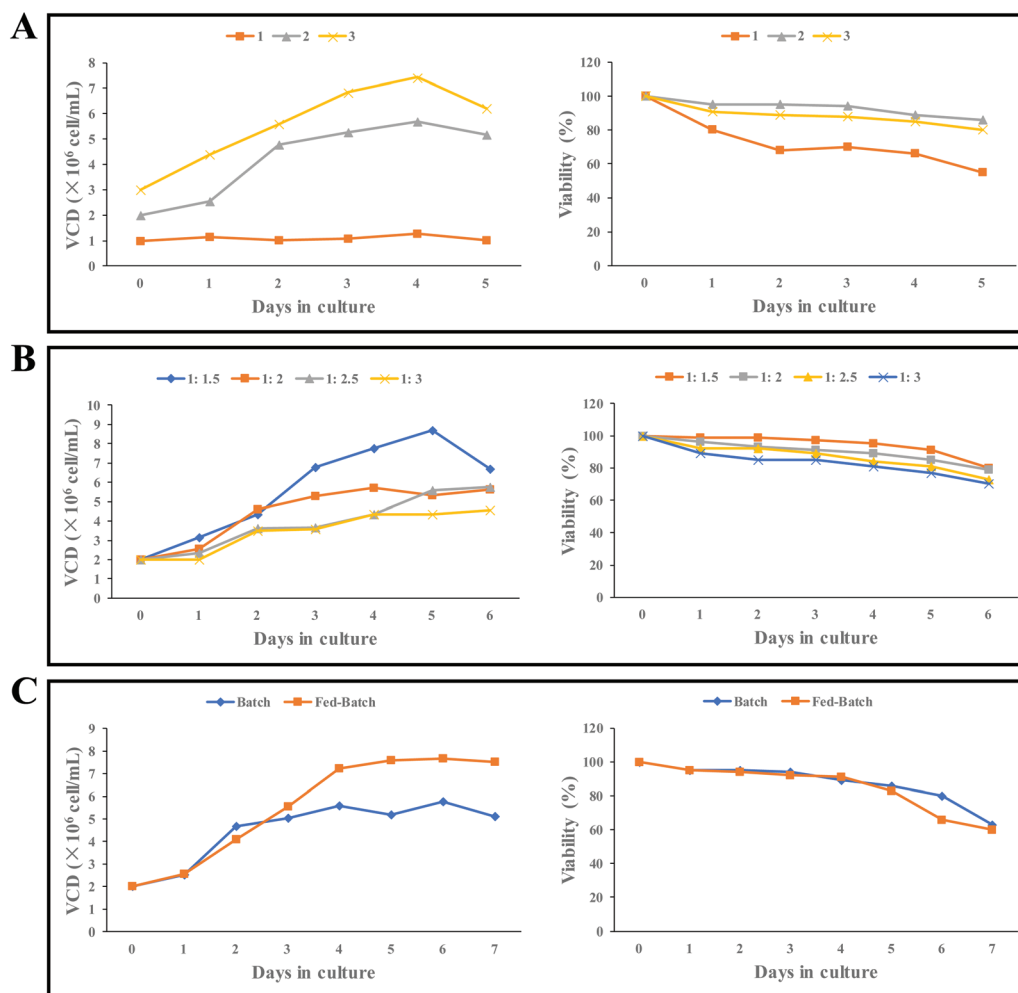 A
1 2 3
VCD (×10⁶ cell/mL)
8
7
6
5
4
3
2
1
0
0 1 2 3 4 5
Days in culture
1 2 3
Viability (%)
120
100
80
60
40
20
0
0 1 2 3 4 5
Days in culture
B
1: 1.5 1: 2 1: 2.5 1: 3
VCD (×10⁶ cell/mL)
10
9
8
7
6
5
4
3
2
1
0
0 1 2 3 4 5 6
Days in culture
1: 1.5 1: 2 1: 2.5 1: 3
Viability (%)
120
100
80
60
40
20
0
0 1 2 3 4 5 6
Days in culture
C
Batch Fed-Batch
VCD (×10⁶ cell/mL)
9
8
7
6
5
4
3
2
1
0
0 1 2 3 4 5 6 7
Days in culture
Batch Fed-Batch
Viability (%)
120
100
80
60
40
20
0
0 1 2 3 4 5 6 7
Days in culture